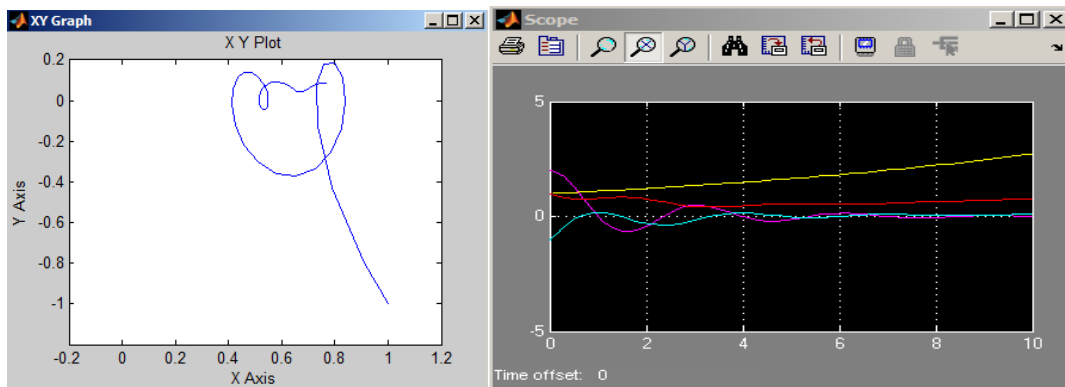 XY Graph
X Y Plot
0.2
0
-0.2
-0.4
-0.6
-0.8
-1
Y Axis
-0.2 0 0.2 0.4 0.6 0.8 1 1.2
X Axis
Scope
5
0
-5
0 2 4 6 8 10
Time offset: 0